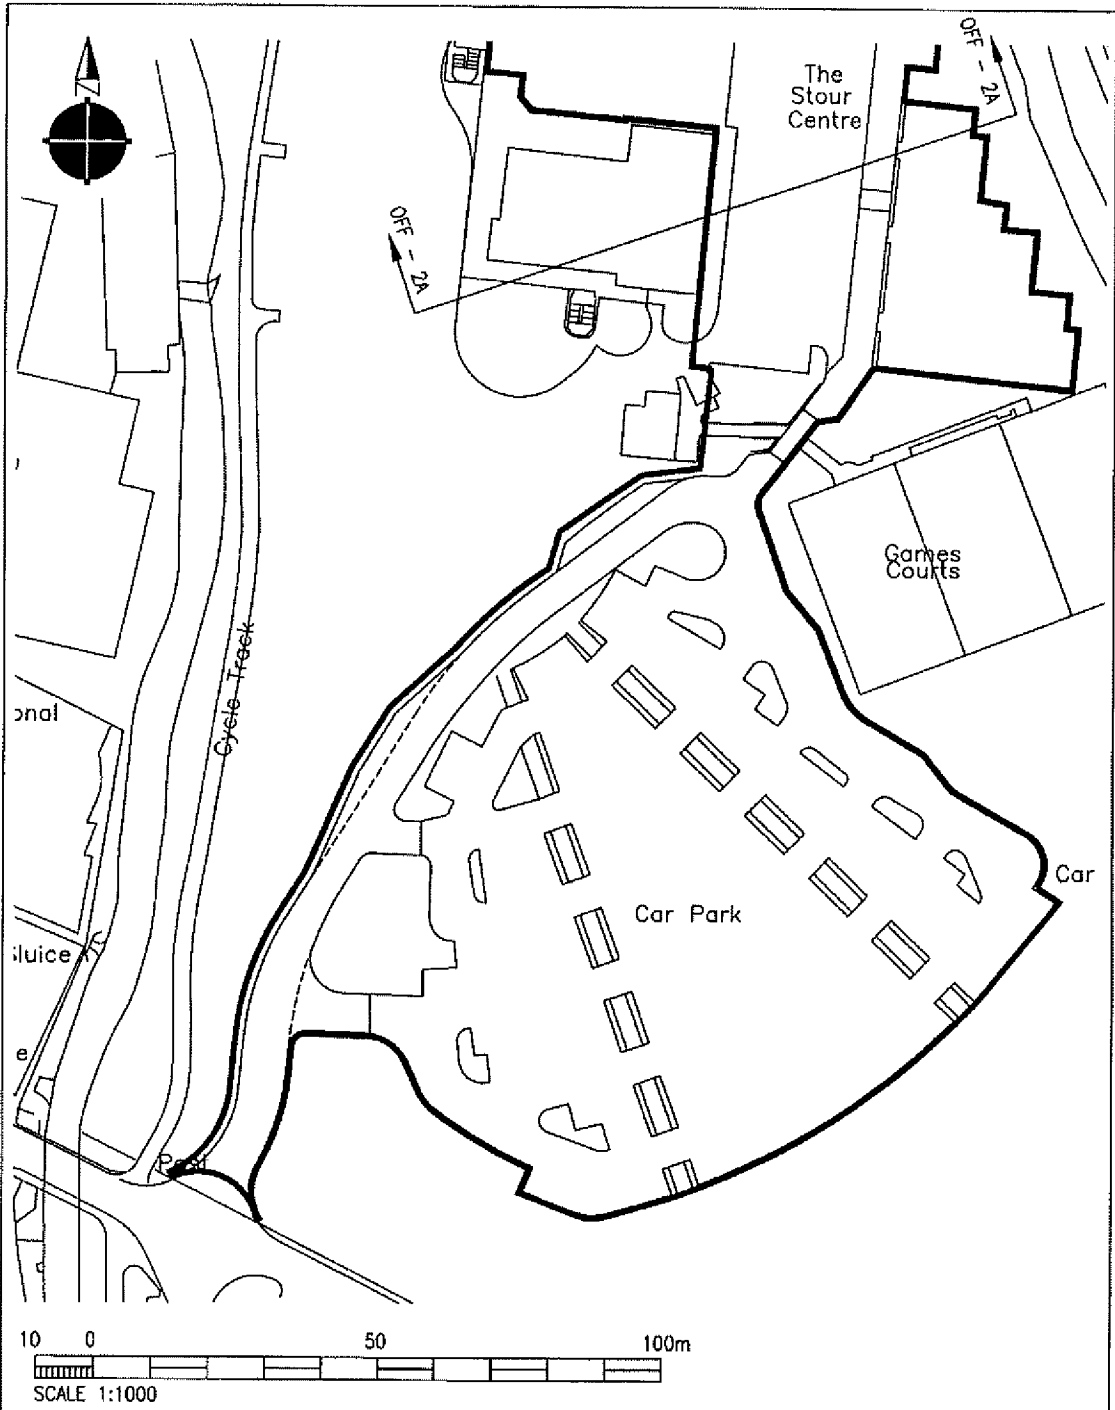 OFF - 2A
The
Stour
Centre
OFF - 2A
Games
Courts
Cycle Track
onal
Car
Car Park
Sluice
e
10 0 50 100m
SCALE 1:1000